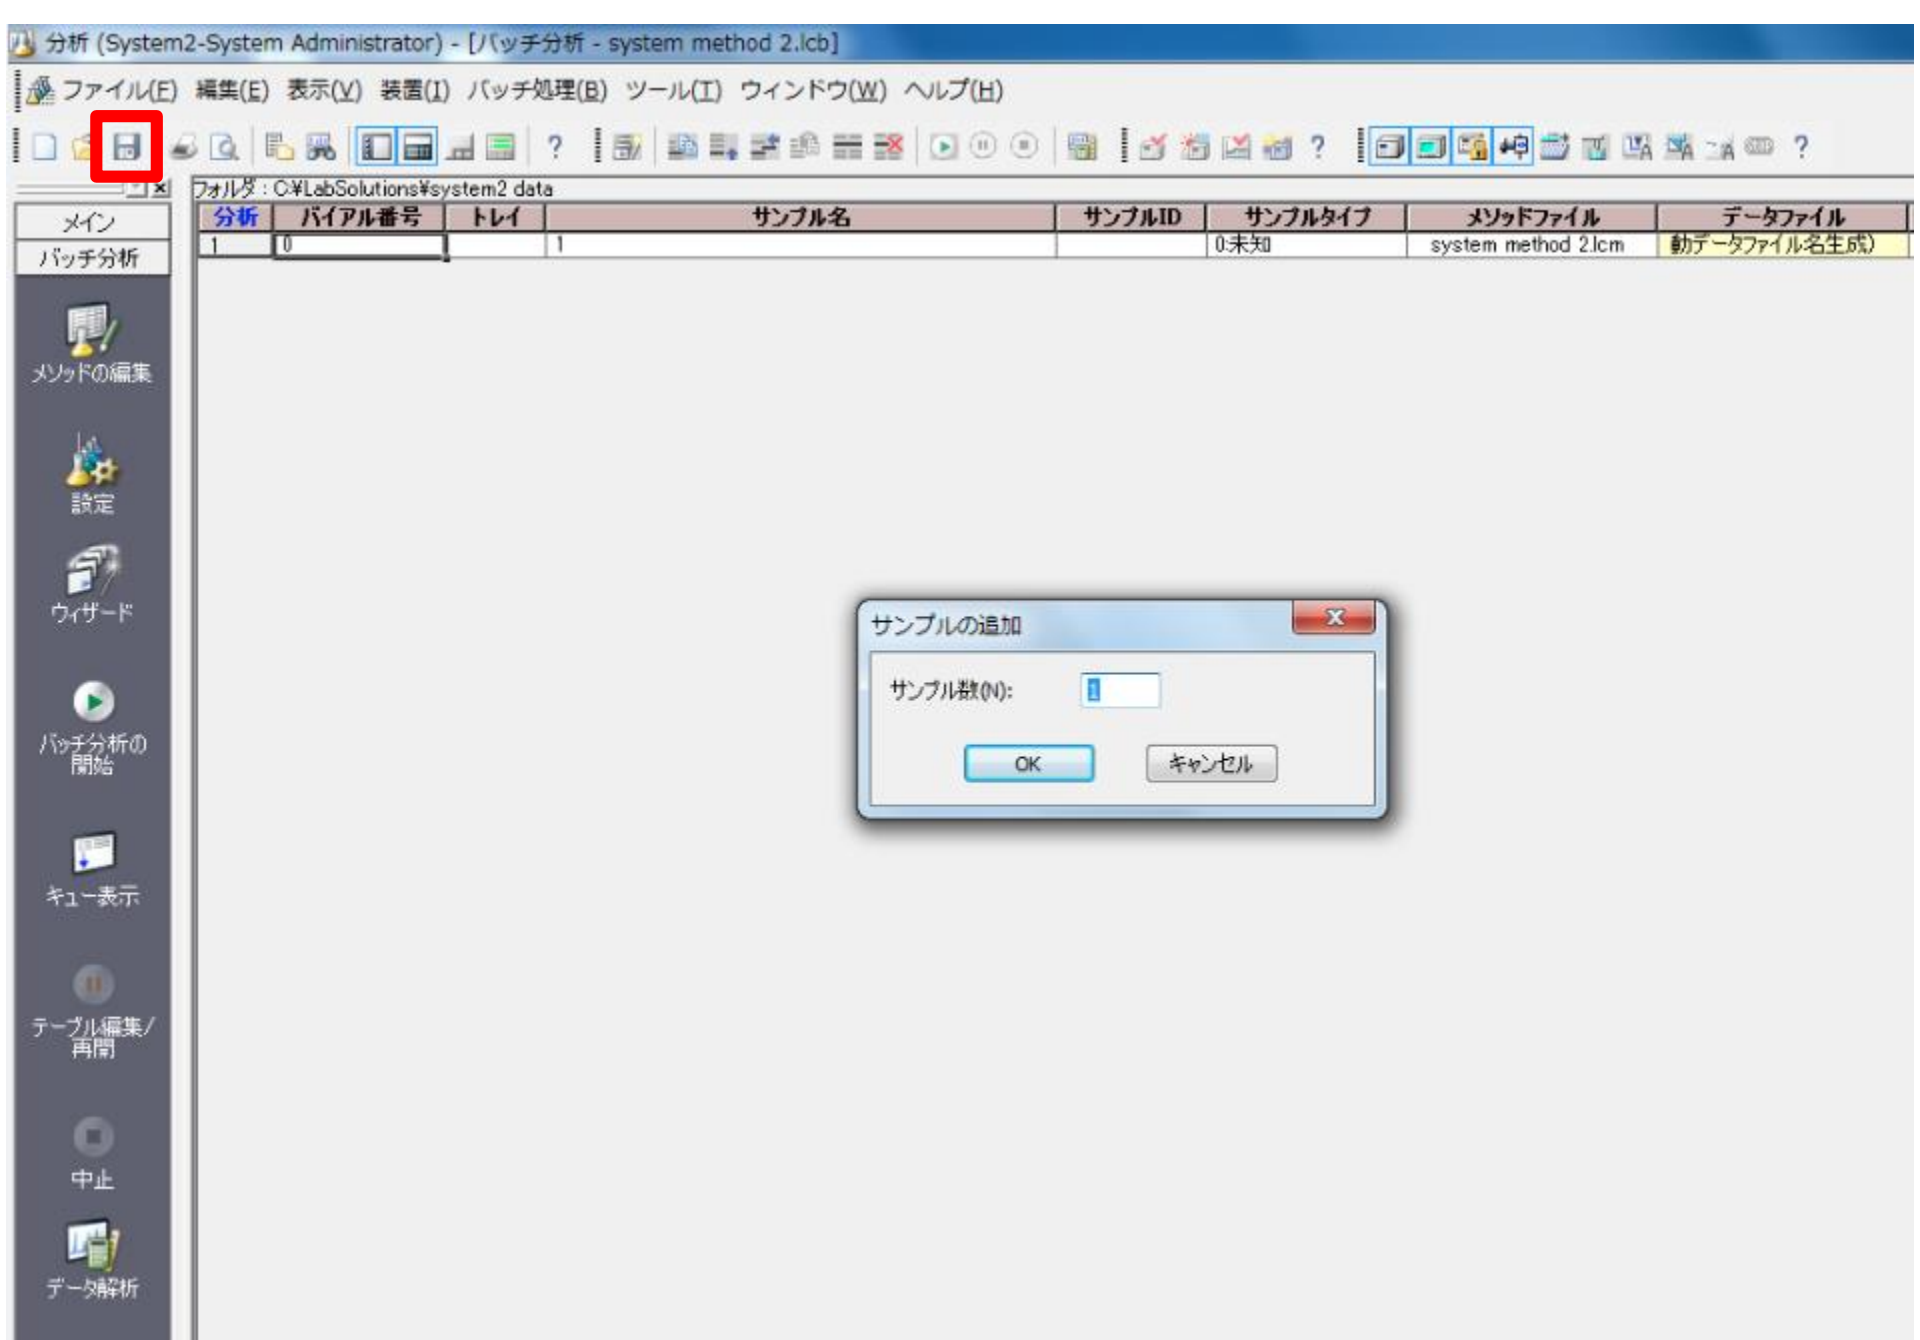 分析 (System2-System Administrator) - [バッチ分析 - system method 2.lcb]
ファイル(F) 編集(E) 表示(V) 装置(I) バッチ処理(B) ツール(T) ウィンドウ(W) ヘルプ(H)
フォルダ : C:¥LabSolutions¥system2 data
メイン
バッチ分析
分析 バイアル番号 トレイ サンプル名 サンプルID サンプルタイプ メソッドファイル データファイル
1 0 1 0:未知 system method 2.lcm 動データファイル名生成)
メソッドの編集
設定
ウィザード
バッチ分析の
開始
キュー表示
テーブル編集/
再開
中止
データ解析
サンプルの追加
サンプル数(N): 1
OK キャンセル